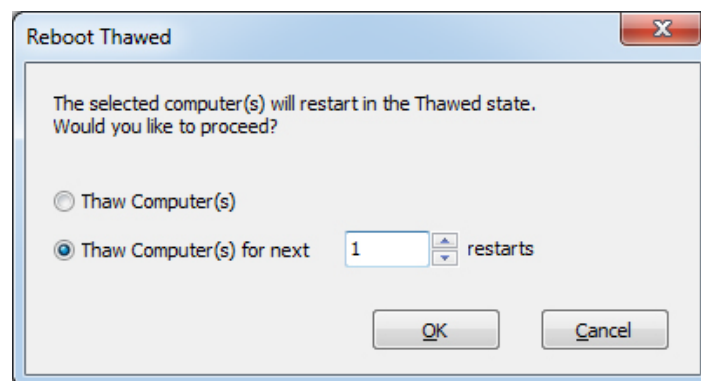 Reboot Thawed
The selected computer(s) will restart in the Thawed state.
Would you like to proceed?
Thaw Computer(s)
Thaw Computer(s) for next 1 restarts
OK Cancel